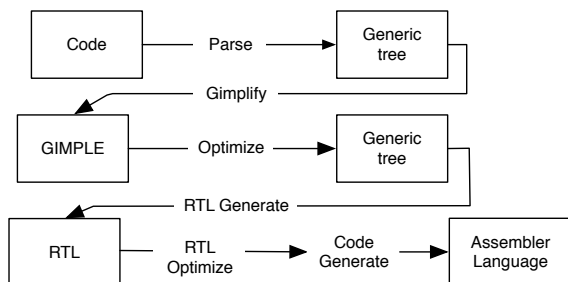 Code
Parse
Generic
tree
Gimplify
GIMPLE
Optimize
Generic
tree
RTL Generate
RTL
RTL
Optimize
Code
Generate
Assembler
Language